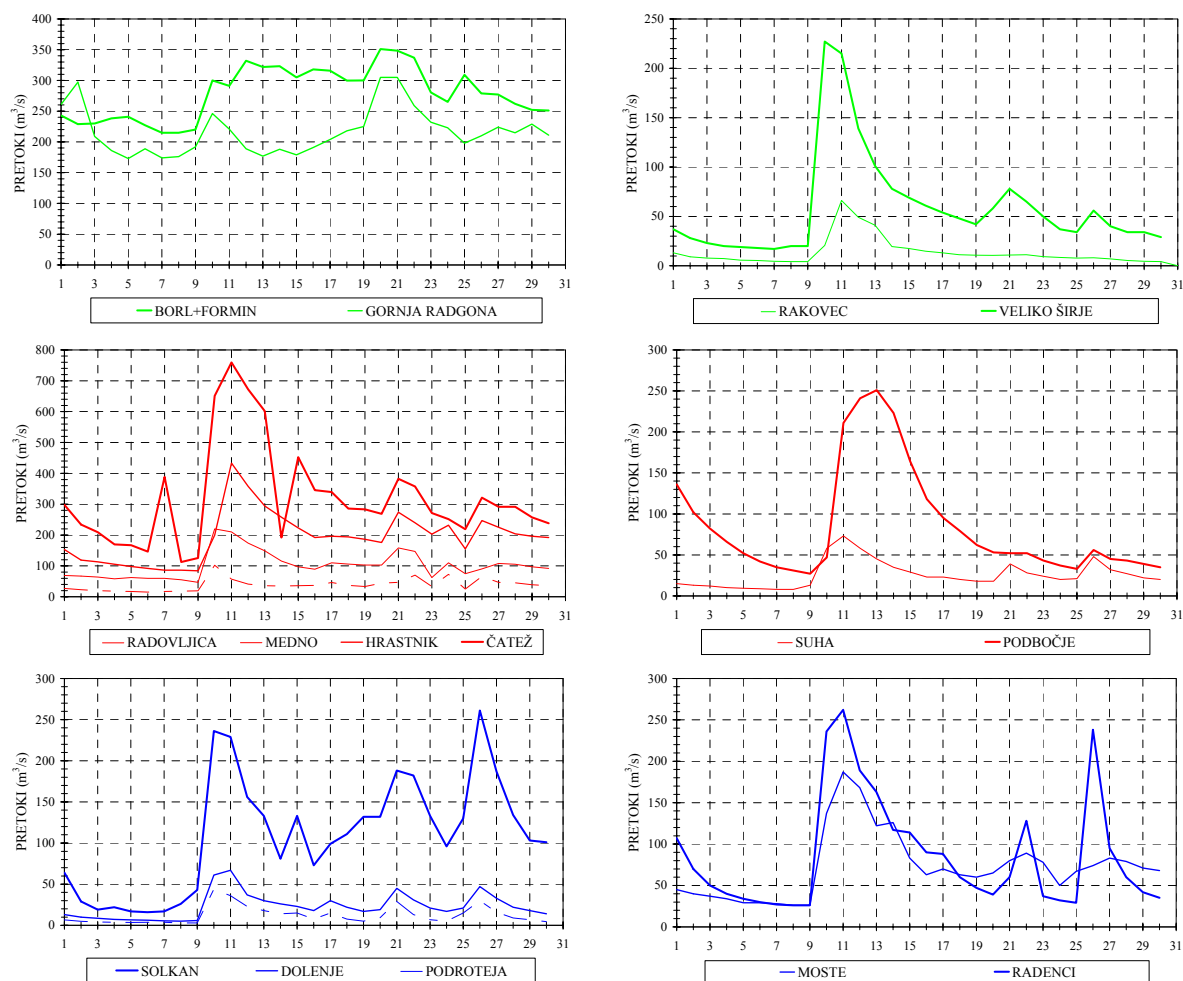 PRETOKI (m³/s)
400
350
300
250
200
150
100
50
0
1 3 5 7 9 11 13 15 17 19 21 23 25 27 29 31
BORL+FORMIN GORNJA RADGONA
PRETOKI (m³/s)
250
200
150
100
50
0
1 3 5 7 9 11 13 15 17 19 21 23 25 27 29 31
RAKOVEC VELIKO ŠIRJE
PRETOKI (m³/s)
800
700
600
500
400
300
200
100
0
1 3 5 7 9 11 13 15 17 19 21 23 25 27 29 31
RADOVLJICA MEDNO HRASTNIK ČATEŽ
PRETOKI (m³/s)
300
250
200
150
100
50
0
1 3 5 7 9 11 13 15 17 19 21 23 25 27 29 31
SUHA PODBOČJE
PRETOKI (m³/s)
300
250
200
150
100
50
0
1 3 5 7 9 11 13 15 17 19 21 23 25 27 29 31
SOLKAN DOLENJE PODROTEJA
PRETOKI (m³/s)
300
250
200
150
100
50
0
1 3 5 7 9 11 13 15 17 19 21 23 25 27 29 31
MOSTE RADENCI